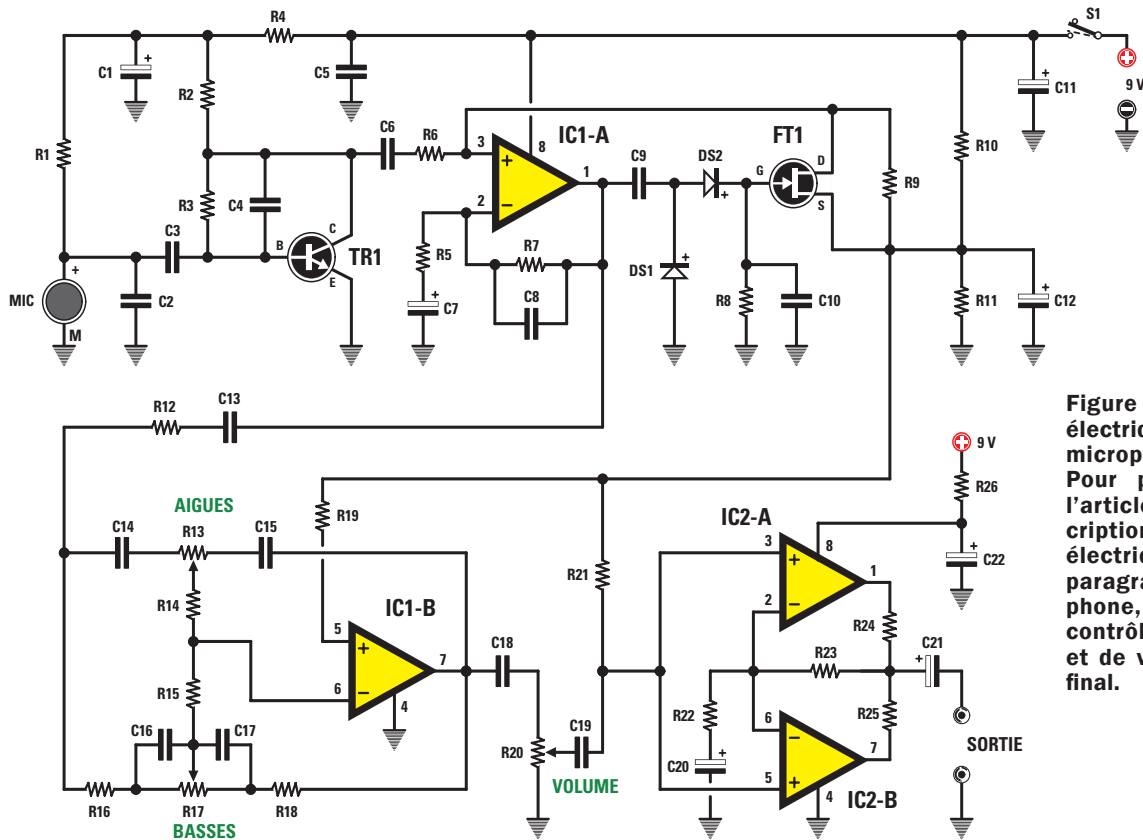 R4
S1
C1
+
R2
C5
C11
+
9 V
R1
C6
R6
IC1-A
3
+
8
1
2
−
C9
DS2
+
FT1
G
D
S
R10
R9
R3
C4
C3
B
C
E
TR1
R5
R7
C8
+
C7
DS1
+
R8
C10
R11
+
C12
MIC
+
M
C2
R12
C13
AIGUES
C14
R13
C15
R19
R14
IC1-B
5
+
6
−
7
4
R15
C16
C17
R16
R17
R18
BASSES
C18
R20
C19
VOLUME
R21
IC2-A
3
+
8
1
2
−
9 V
R26
+
C22
R24
R23
+
C21
R22
+
C20
R25
6
−
7
5
+
4
IC2-B
SORTIE
Figure
électric
microp
Pour p
l'article
cription
électric
paragra
phone,
contrôl
et de v
final.